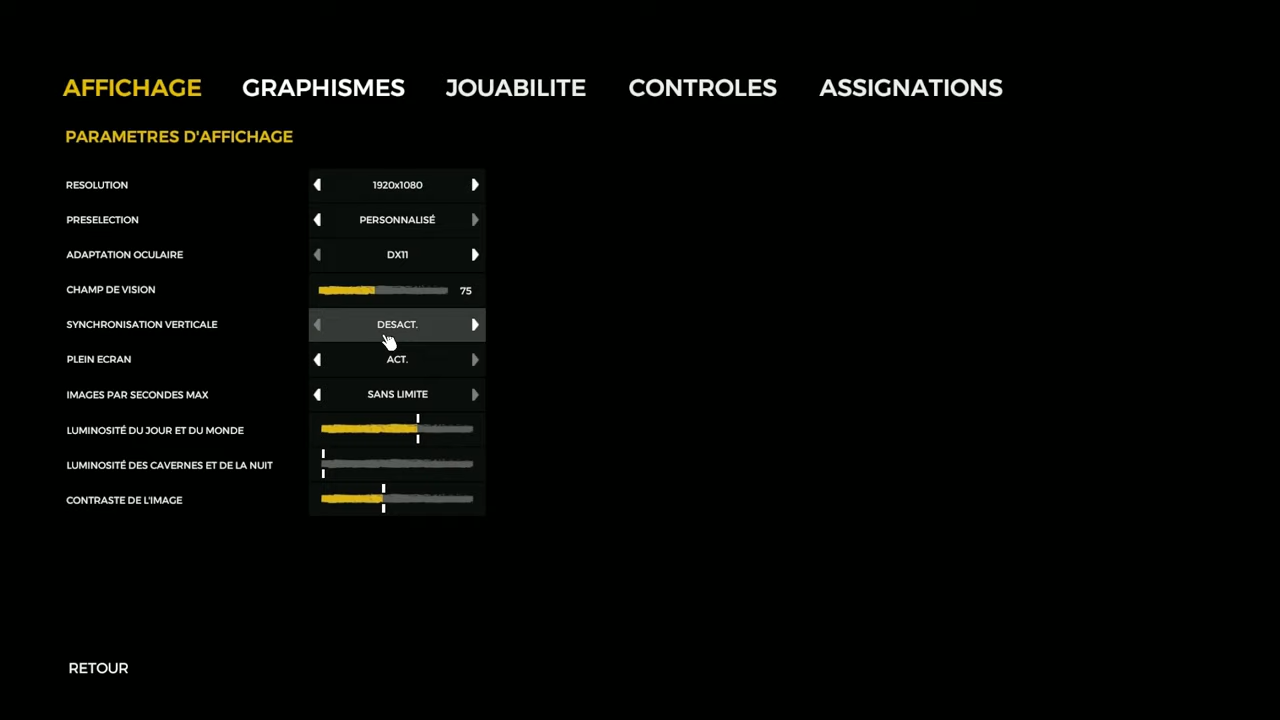 AFFICHAGE GRAPHISMES JOUABILITE CONTROLES ASSIGNATIONS
PARAMETRES D'AFFICHAGE
RESOLUTION 1920x1080
PRESELECTION PERSONNALISÉ
ADAPTATION OCULAIRE DX11
CHAMP DE VISION 75
SYNCHRONISATION VERTICALE DESACT.
PLEIN ECRAN ACT.
IMAGES PAR SECONDES MAX SANS LIMITE
LUMINOSITÉ DU JOUR ET DU MONDE
LUMINOSITÉ DES CAVERNES ET DE LA NUIT
CONTRASTE DE L'IMAGE
RETOUR